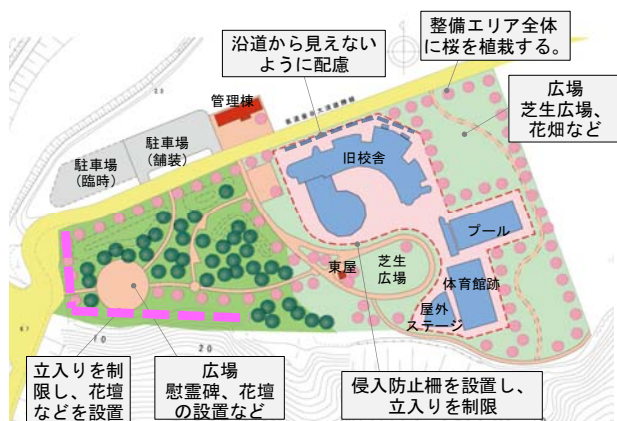 沿道から見えない
ように配慮
整備エリア全体
に桜を植栽する。
管理棟
広場
芝生広場、
花畑など
駐車場
(舗装)
駐車場
(臨時)
旧校舎
プール
東屋
芝生
広場
体育館跡
屋外
ステージ
10
20
立入りを制
限し、花壇
などを設置
広場
慰霊碑、花壇
の設置など
侵入防止柵を設置し、
立入りを制限